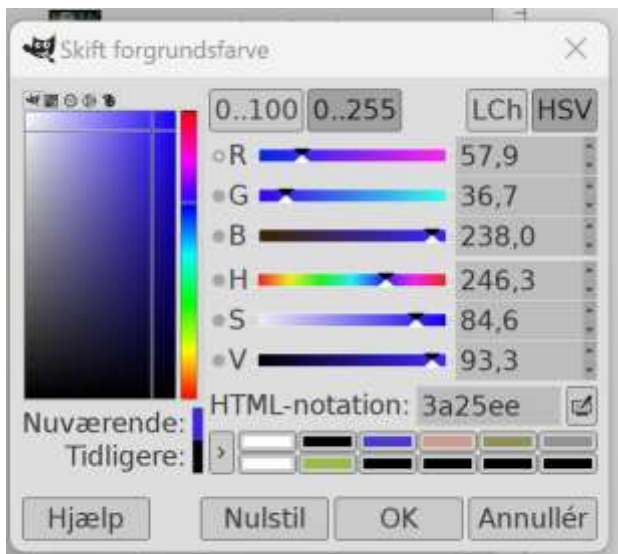 Skift forgrundsfarve
0..100 0..255 LCh HSV
R 57,9
G 36,7
B 238,0
H 246,3
S 84,6
V 93,3
HTML-notation: 3a25ee
Nuværende:
Tidligere:
Hjælp Nulstil OK Annullér